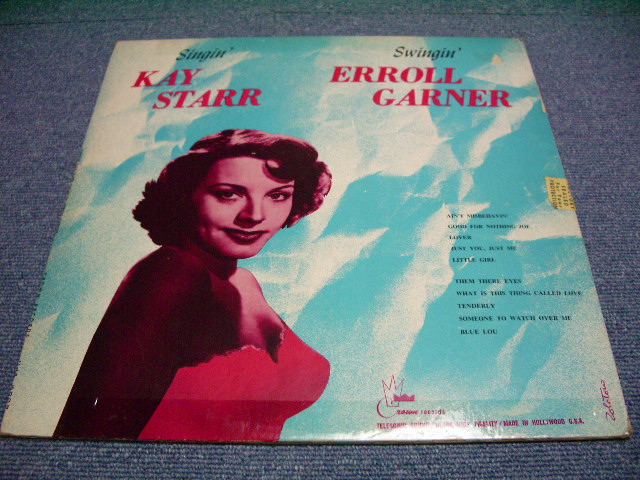 Singin'
KAY
STARR
Swingin'
ERROLL
GARNER
AIN'T MISBEHAVIN'
GOOD FOR NOTHING JOE
LOVER
JUST YOU, JUST ME
LITTLE GIRL
THEM THERE EYES
WHAT IS THIS THING CALLED LOVE
TENDERLY
SOMEONE TO WATCH OVER ME
BLUE LOU
RECORDS
FIDELITY / MADE IN HOLLYWOOD U.S.A.